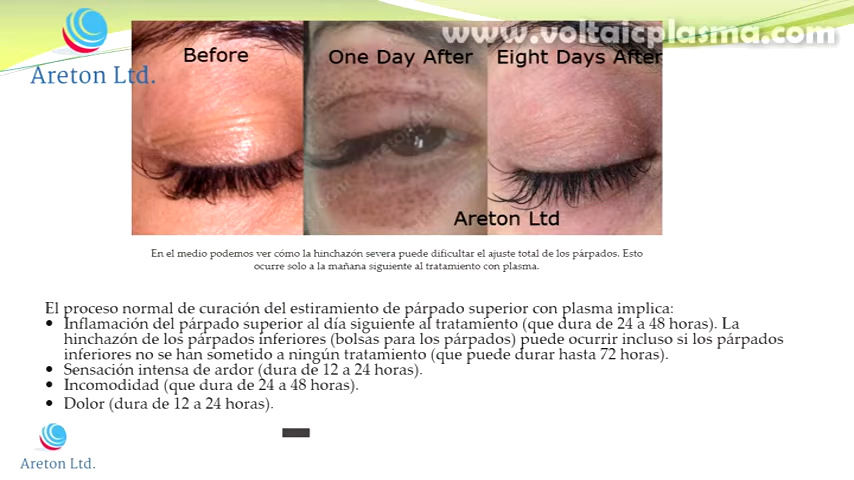 www.voltaicplasma.com
Areton Ltd.
Before
One Day After
Eight Days After
Areton Ltd
En el medio podemos ver cómo la hinchazón severa puede dificultar el ajuste total de los párpados. Esto
ocurre solo a la mañana siguiente al tratamiento con plasma.
El proceso normal de curación del estiramiento de párpado superior con plasma implica:
• Inflamación del párpado superior al día siguiente al tratamiento (que dura de 24 a 48 horas). La
hinchazón de los párpados inferiores (bolsas para los párpados) puede ocurrir incluso si los párpados
inferiores no se han sometido a ningún tratamiento (que puede durar hasta 72 horas).
• Sensación intensa de ardor (dura de 12 a 24 horas).
• Incomodidad (que dura de 24 a 48 horas).
• Dolor (dura de 12 a 24 horas).
Areton Ltd.